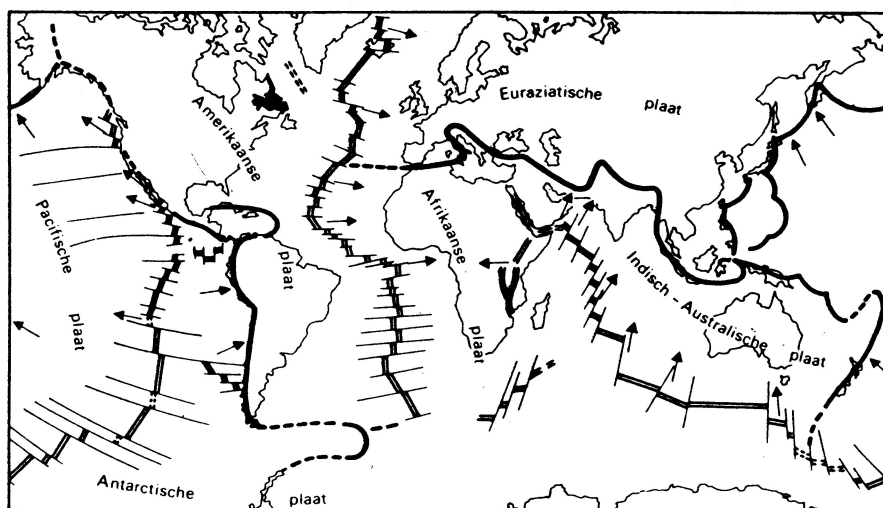 Euraziatische plaat
Amerikaanse
plaat
Afrikaanse
plaat
Pacifische
plaat
Indisch - Australische plaat
Antarctische plaat